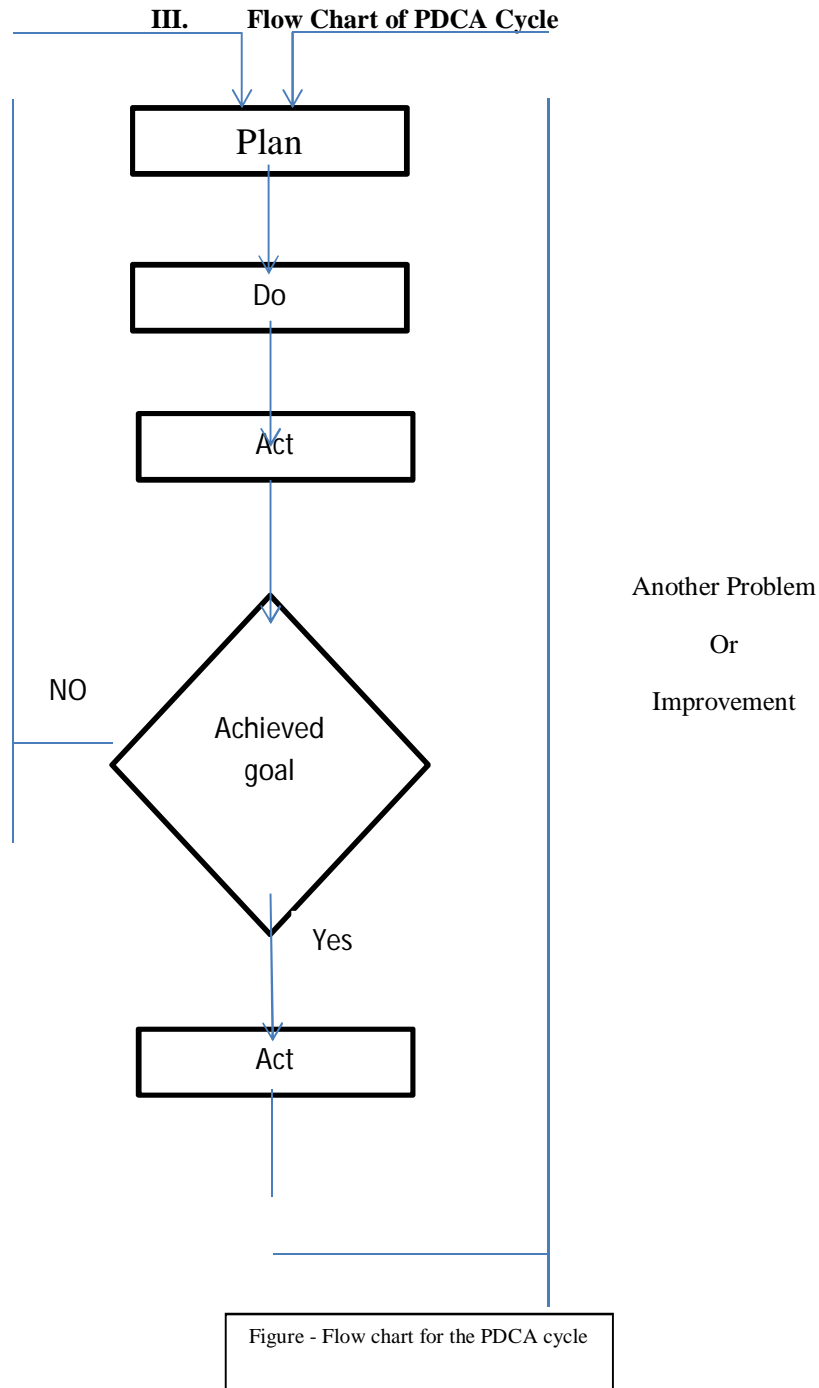 III. Flow Chart of PDCA Cycle
Plan
Do
Act
Another Problem
Or
Improvement
NO
Achieved
goal
Yes
Act
Figure - Flow chart for the PDCA cycle